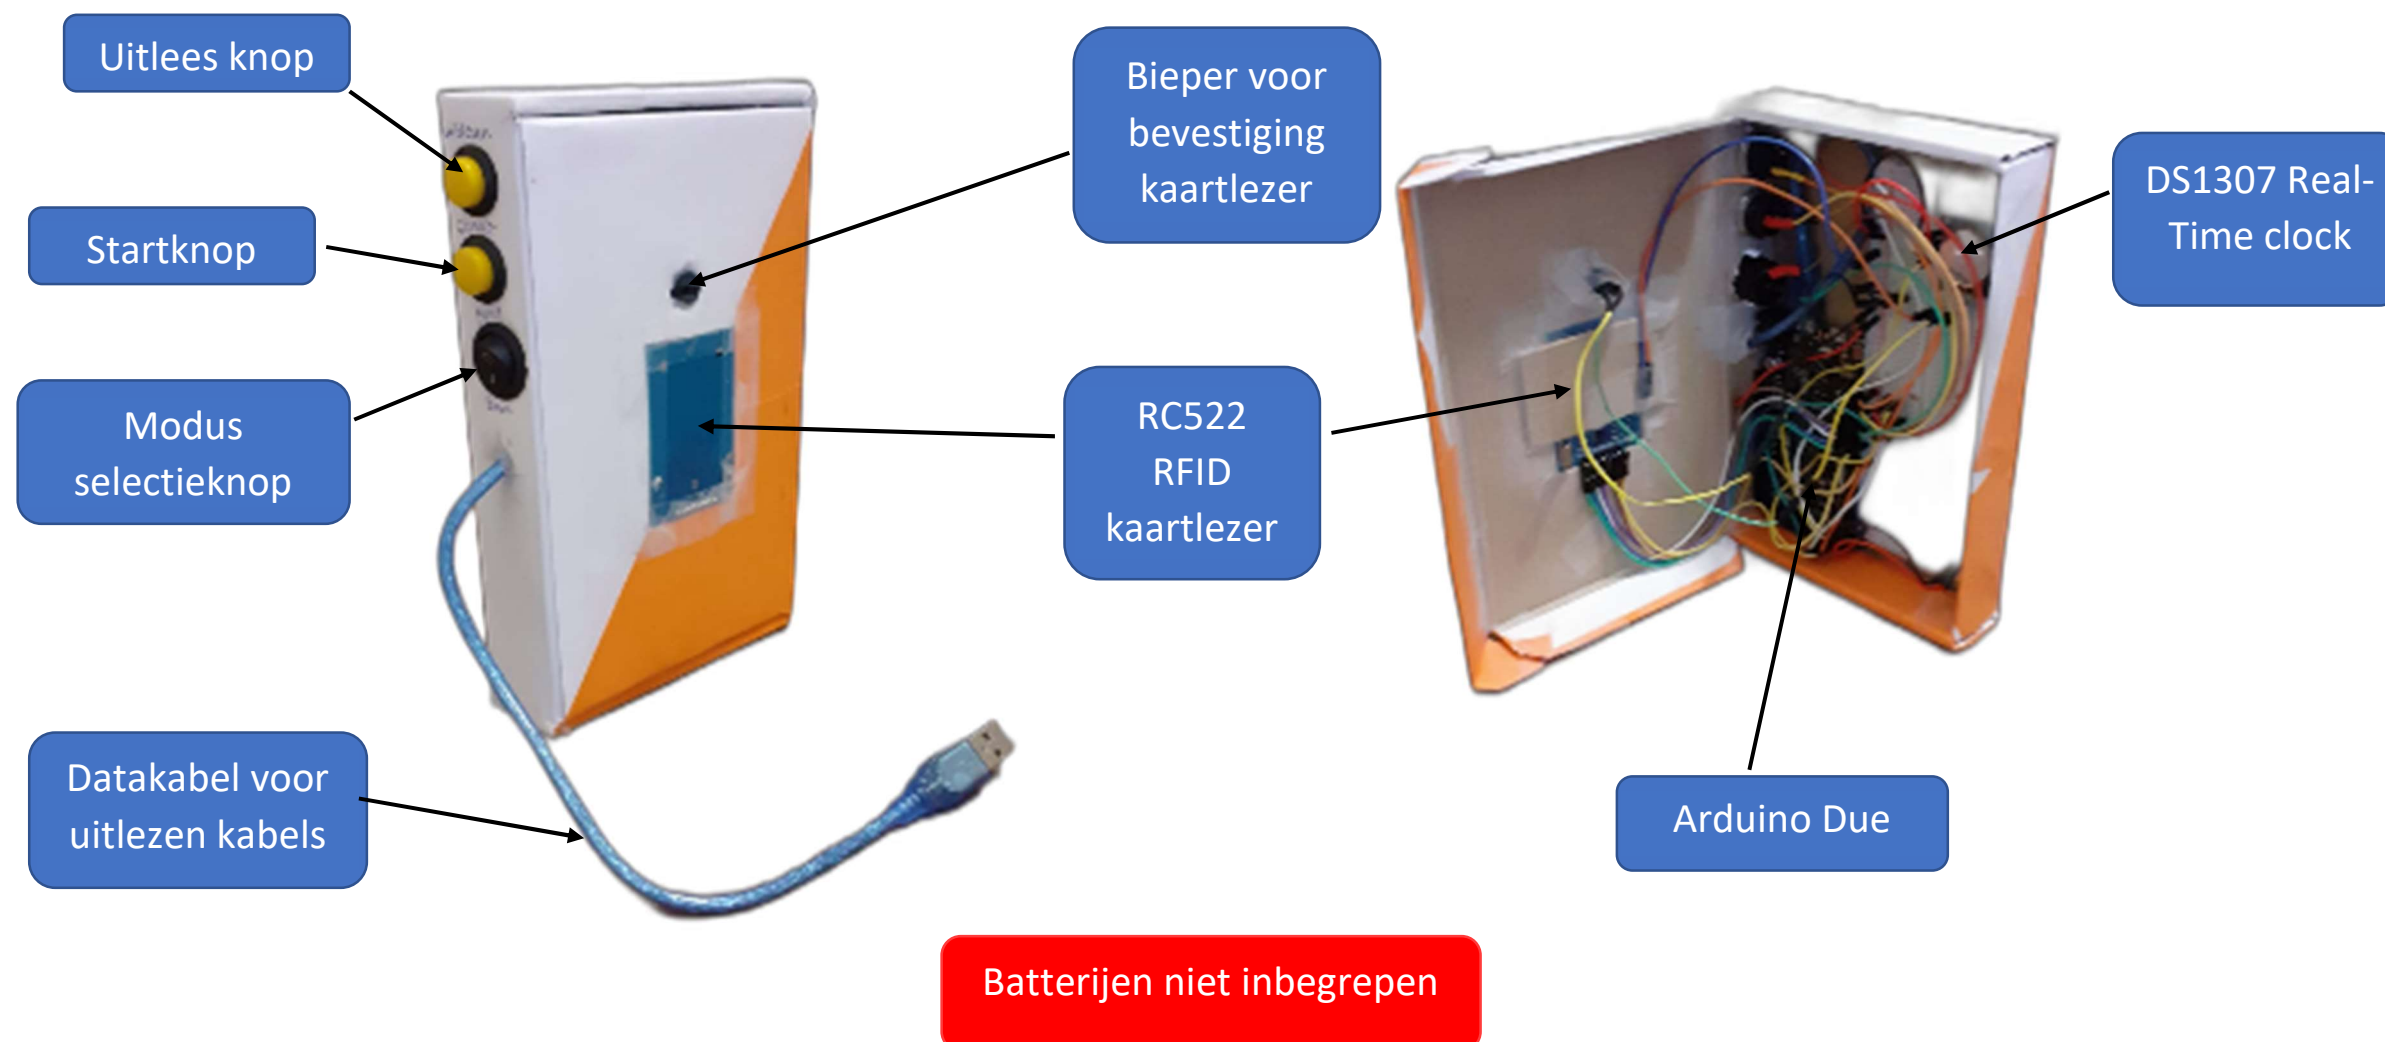 Uitlees knop
Startknop
Modus
selectieknop
Datakabel voor
uitlezen kabels
Bieper voor
bevestiging
kaartlezer
RC522
RFID
kaartlezer
DS1307 Real-
Time clock
Arduino Due
Batterijen niet inbegrepen